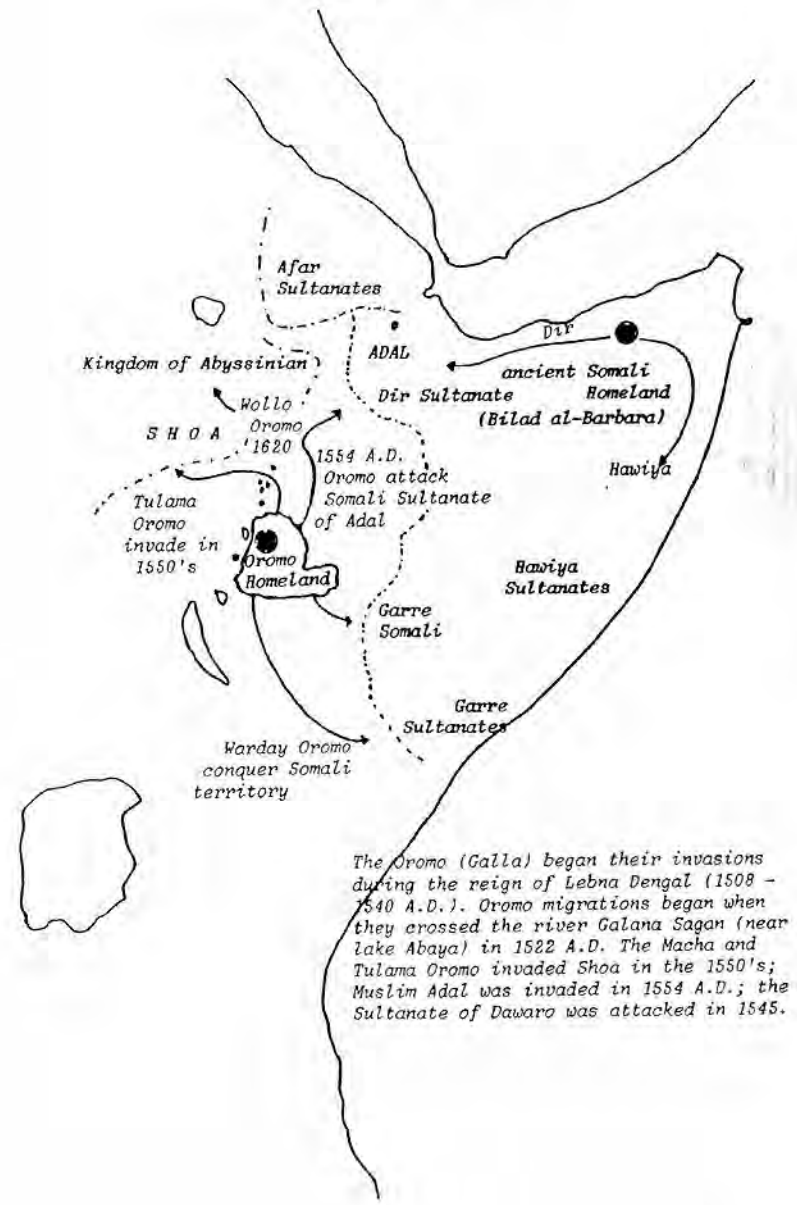 Afar
Sultanates
Dir
ADAL
Kingdom of Abyssinian
ancient Somali
Homeland
(Bilad al-Barbara)
Dir Sultanate
Wollo
Oromo
1620
SHOA
1554 A.D.
Oromo attack
Somali Sultanate
of Adal
Hawiya
Tulama
Oromo
invade in
1550's
Oromo
Homeland
Hawiya
Sultanates
Garre
Somali
Garre
Sultanates
Warday Oromo
conquer Somali
territory
The Oromo (Galla) began their invasions
during the reign of Lebna Dengal (1508 -
1540 A.D.). Oromo migrations began when
they crossed the river Galana Sagan (near
lake Abaya) in 1522 A.D. The Macha and
Tulama Oromo invaded Shoa in the 1550's;
Muslim Adal was invaded in 1554 A.D.; the
Sultanate of Dawaro was attacked in 1545.